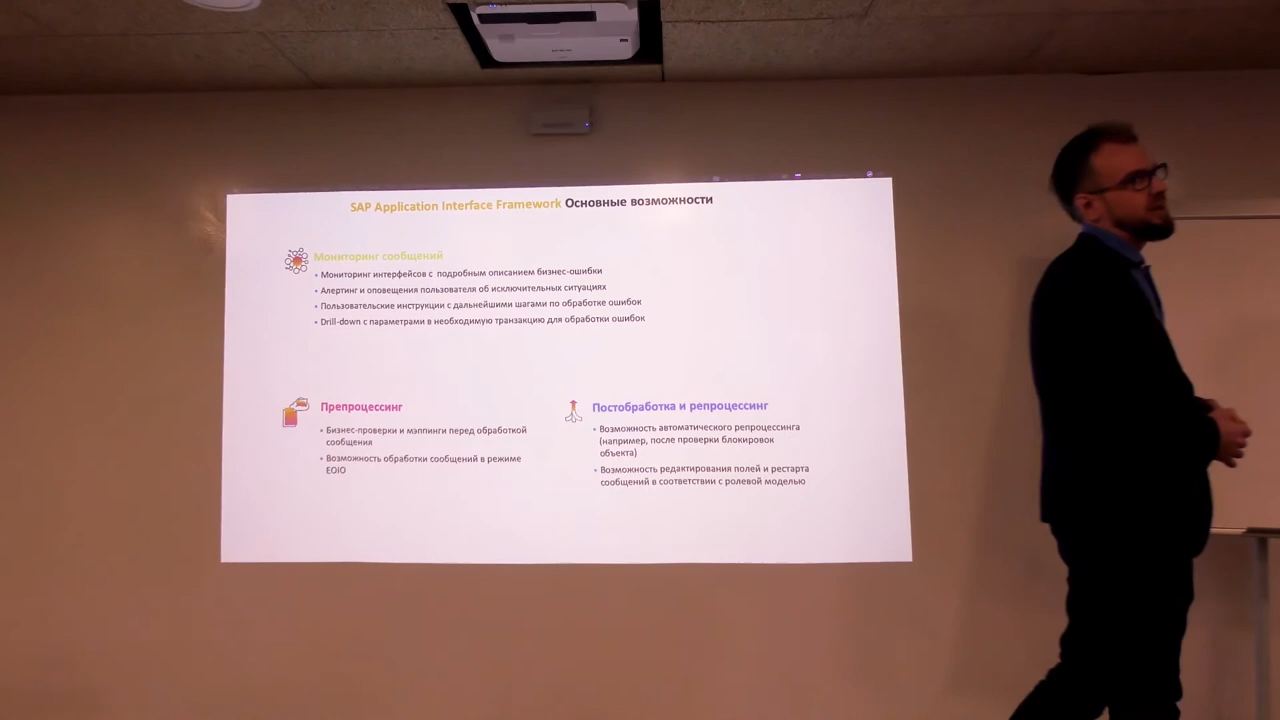 SAP Application Interface Framework Основные возможности
Мониторинг сообщений
• Мониторинг интерфейсов с подробным описанием бизнес-ошибки
• Алертинг и оповещения пользователя об исключительных ситуациях
• Пользовательские инструкции с дальнейшими шагами по обработке ошибок
• Drill-down с параметрами в необходимую транзакцию для обработки ошибок
Препроцессинг
• Бизнес-проверки и мэппинги перед обработкой
сообщения
• Возможность обработки сообщений в режиме
EOIO
Постобработка и репроцессинг
• Возможность автоматического репроцессинга
(например, после проверки блокировок
объекта)
• Возможность редактирования полей и рестарта
сообщений в соответствии с ролевой моделью